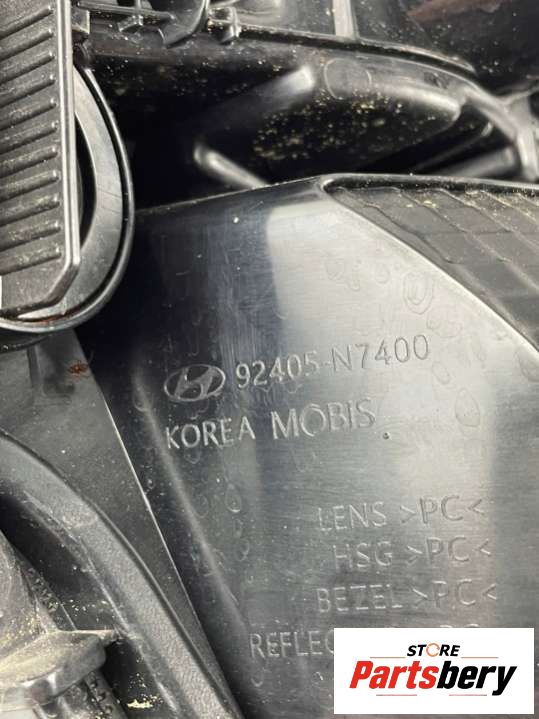 92405-N7400
KOREA MOBIS
LENS >PC<
HSG >PC<
BEZEL >PC<
STORE
Partsbery